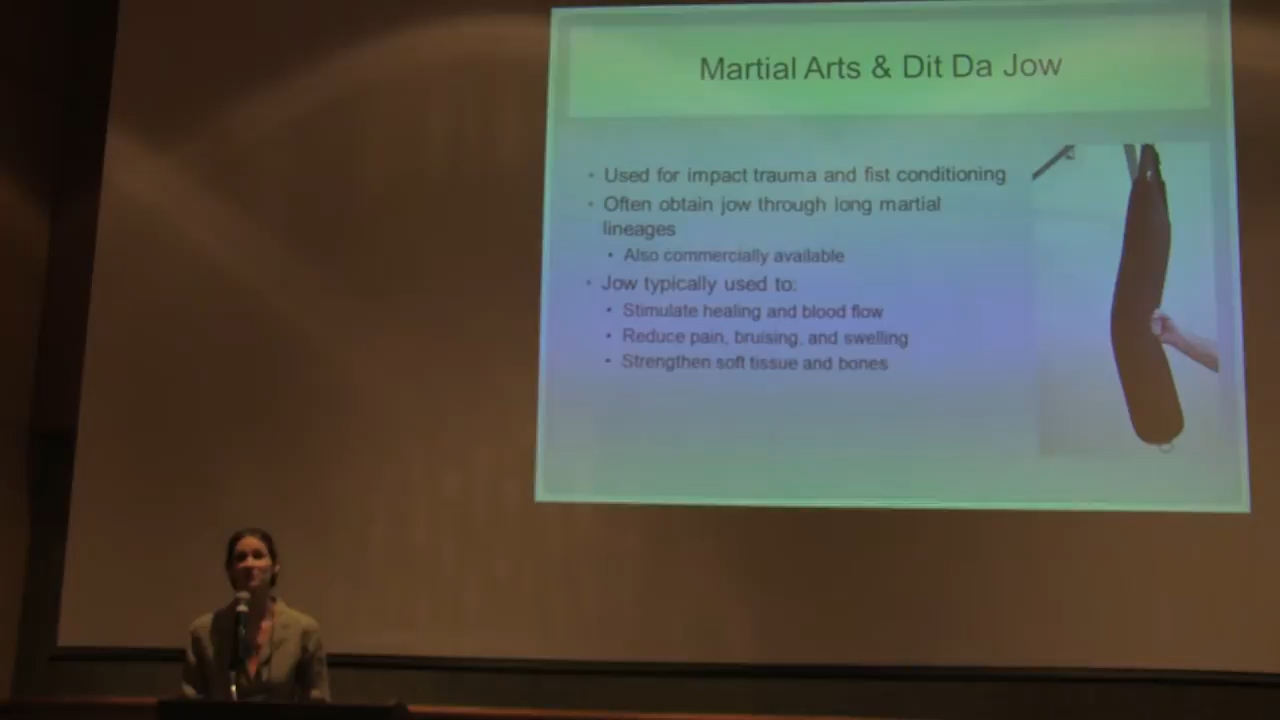 Martial Arts & Dit Da Jow
• Used for impact trauma and fist conditioning
• Often obtain jow through long martial
lineages
• Also commercially available
• Jow typically used to:
• Stimulate healing and blood flow
• Reduce pain, bruising, and swelling
• Strengthen soft tissue and bones